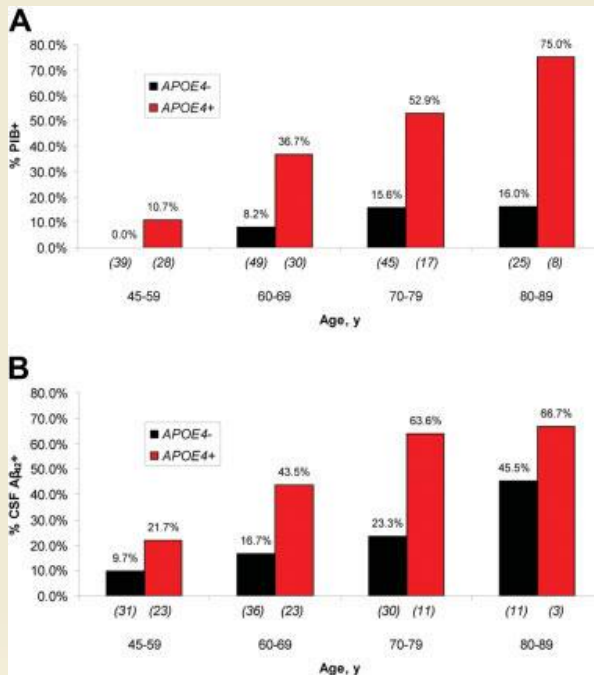 A
80.0%
70.0%
60.0%
50.0%
40.0%
30.0%
20.0%
10.0%
0.0%
% PIB+
APOE4-
APOE4+
0.0%
10.7%
8.2%
36.7%
15.6%
52.9%
16.0%
75.0%
(39) (28) (49) (30) (45) (17) (25) (8)
45-59 60-69 70-79 80-89
Age, y
B
80.0%
70.0%
60.0%
50.0%
40.0%
30.0%
20.0%
10.0%
0.0%
% CSF Aβ42+
APOE4-
APOE4+
9.7%
21.7%
16.7%
43.5%
23.3%
63.6%
45.5%
66.7%
(31) (23) (36) (23) (30) (11) (11) (3)
45-59 60-69 70-79 80-89
Age, y